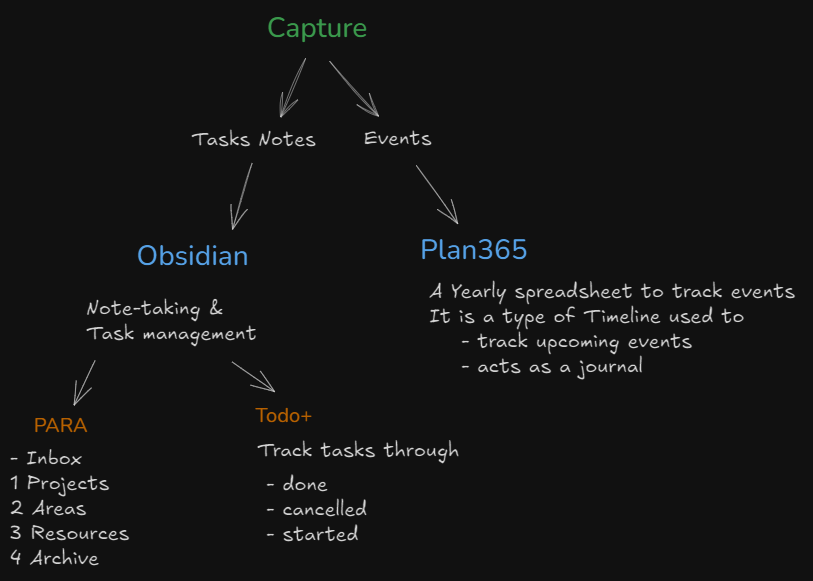 Capture
Tasks Notes
Events
Obsidian
Plan365
Note-taking &
Task management
A Yearly spreadsheet to track events
It is a type of Timeline used to
- track upcoming events
- acts as a journal
PARA
- Inbox
1 Projects
2 Areas
3 Resources
4 Archive
Todo+
Track tasks through
- done
- cancelled
- started